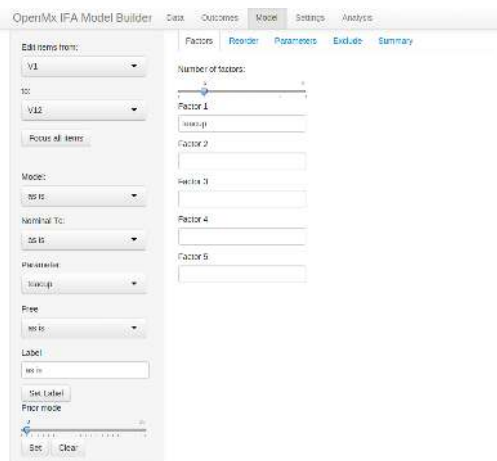 OpenMx IFA Model Builder Data Outcomes Model Settings Analysis
Factors Reorder Parameters Exclude Summary
Edit items from:
V1
to:
V12
Focus all items
Model:
as is
Nominal Tc:
as is
Parameter:
teacup
Free
as is
Label
as is
Set Label
Prior mode
Set Clear
Number of factors:
Factor 1
teacup
Factor 2
Factor 3
Factor 4
Factor 5